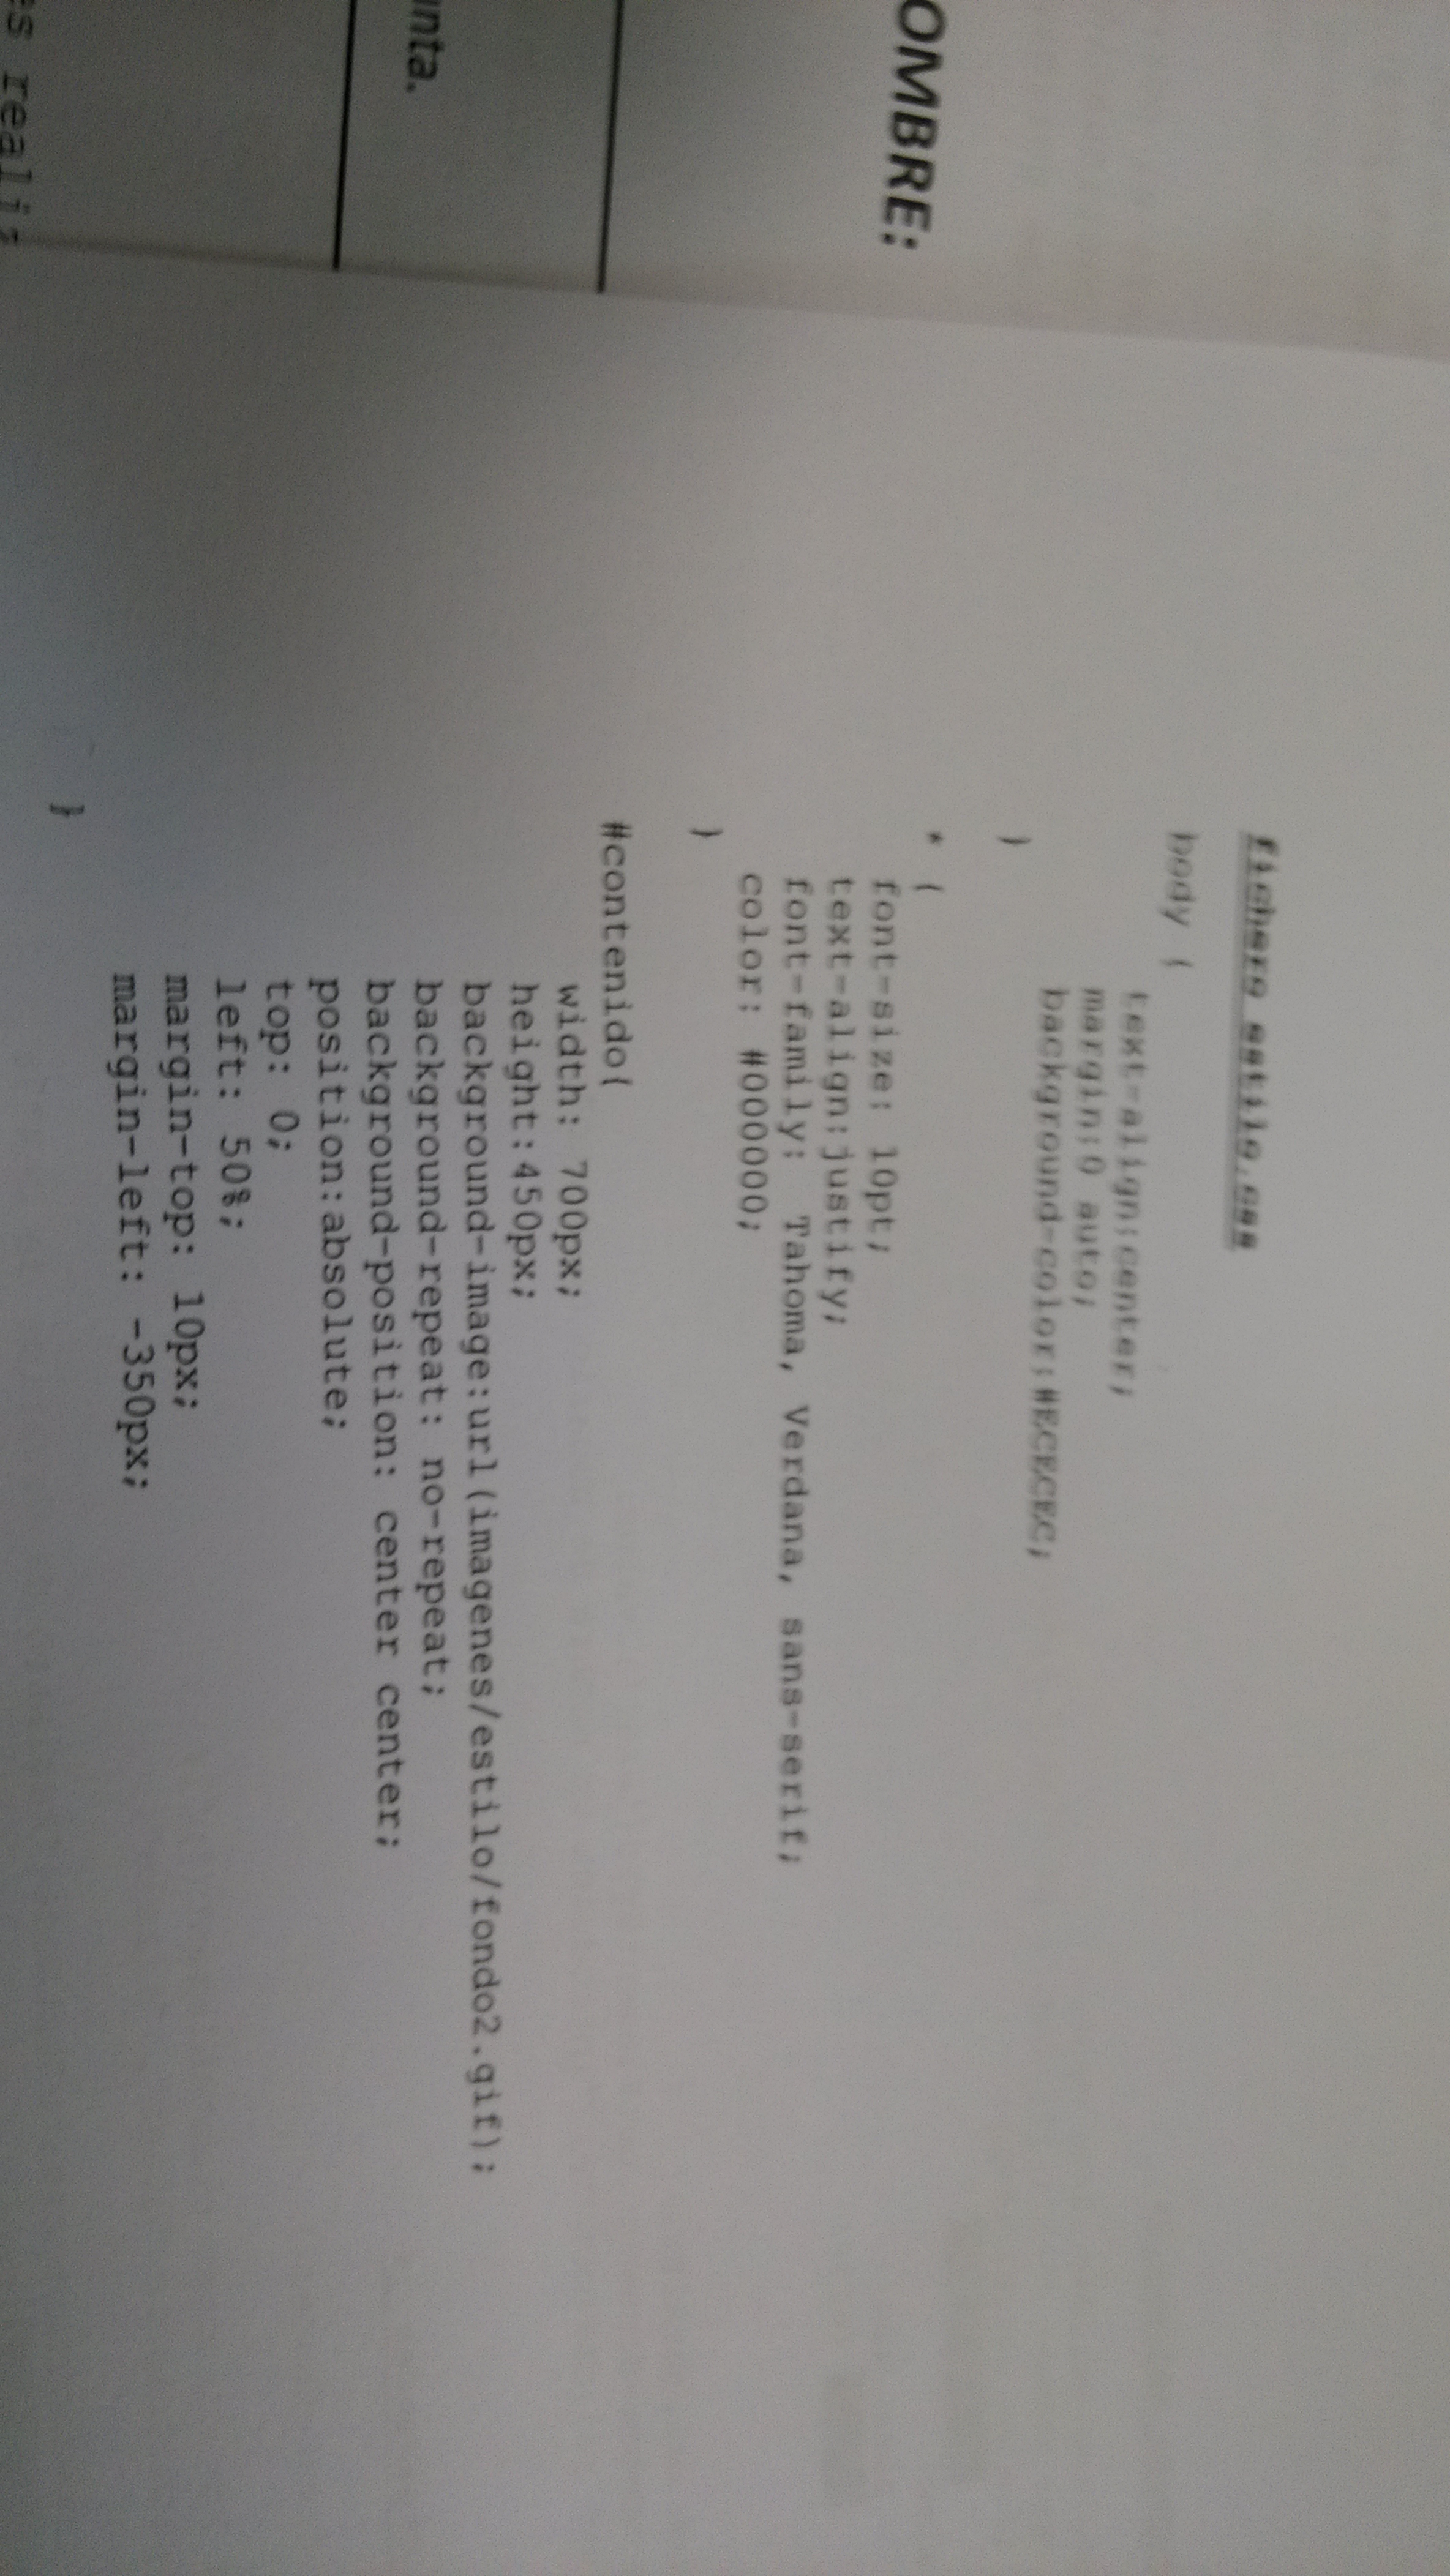 fichero estilo.css
body {
text-align:center;
margin:0 auto;
background-color:#ECECEC;
}
* {
font-size: 10pt;
text-align:justify;
font-family:  Tahoma, Verdana, sans-serif;
color: #000000;
}
#contenido{
width: 700px;
height:450px;
background-image:url(imagenes/estilo/fondo2.gif);
background-repeat: no-repeat;
background-position: center center;
position:absolute;
top: 0;
left: 50%;
margin-top: 10px;
margin-left: -350px;
}
OMBRE:
unta.
es realiz